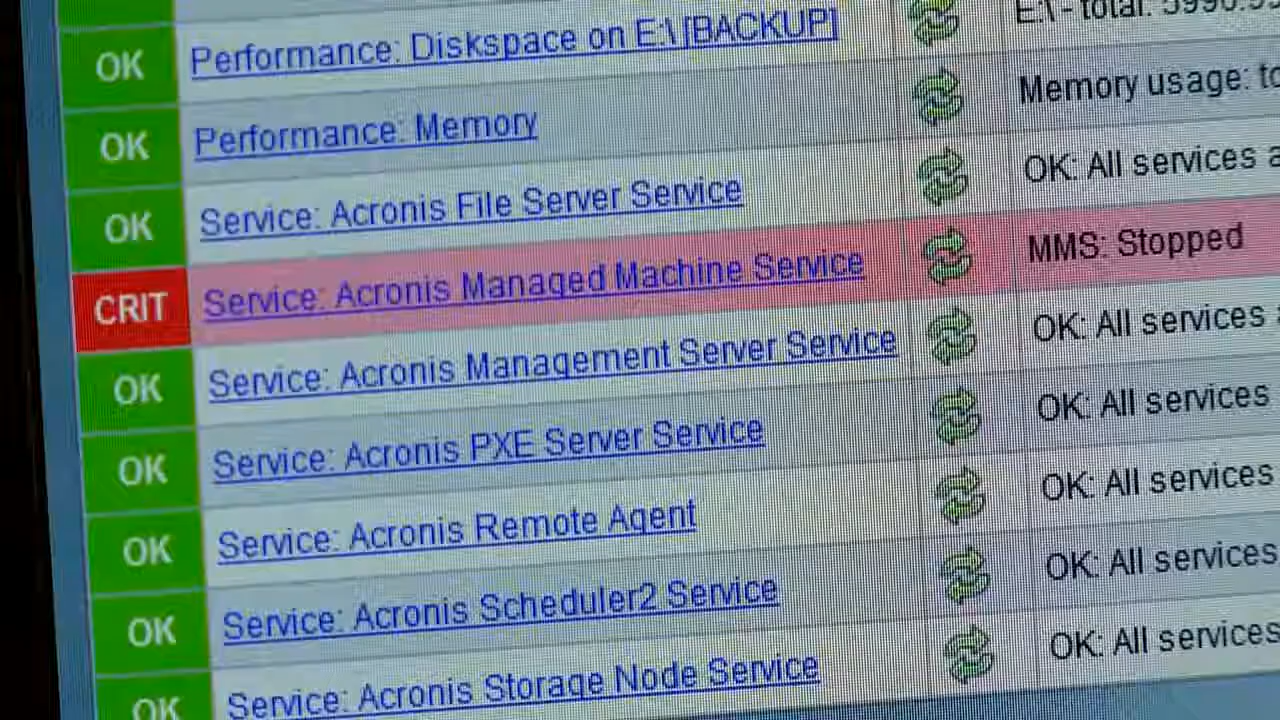 OK Performance: Diskspace on E:\ [BACKUP] E:\ - total:
OK Performance: Memory Memory usage:
OK Service: Acronis File Server Service OK: All services
CRIT Service: Acronis Managed Machine Service MMS: Stopped
OK Service: Acronis Management Server Service OK: All services
OK Service: Acronis PXE Server Service OK: All services
OK Service: Acronis Remote Agent OK: All services
OK Service: Acronis Scheduler2 Service OK: All services
OK Service: Acronis Storage Node Service OK: All services